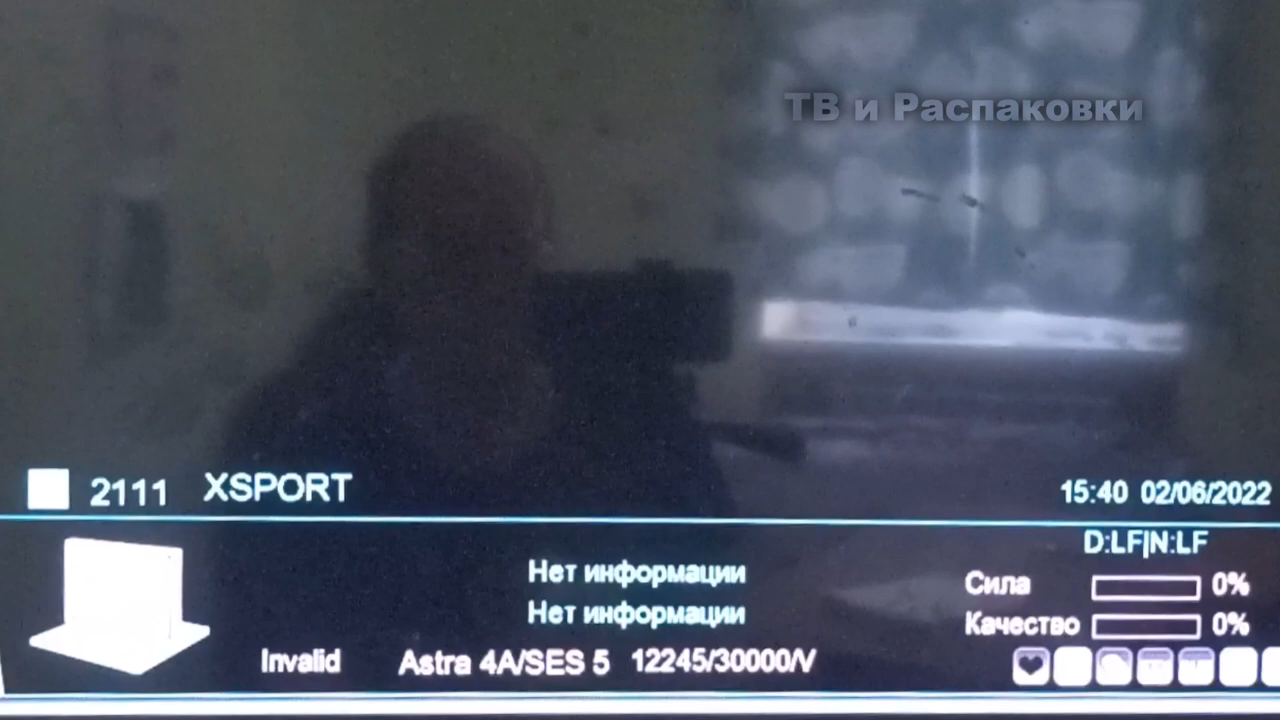 ТВ и Распаковки
2111 XSPORT
15:40 02/06/2022
D:LF|N:LF
Нет информации
Сила 0%
Нет информации
Качество 0%
Invalid Astra 4A/SES 5 12245/30000/V